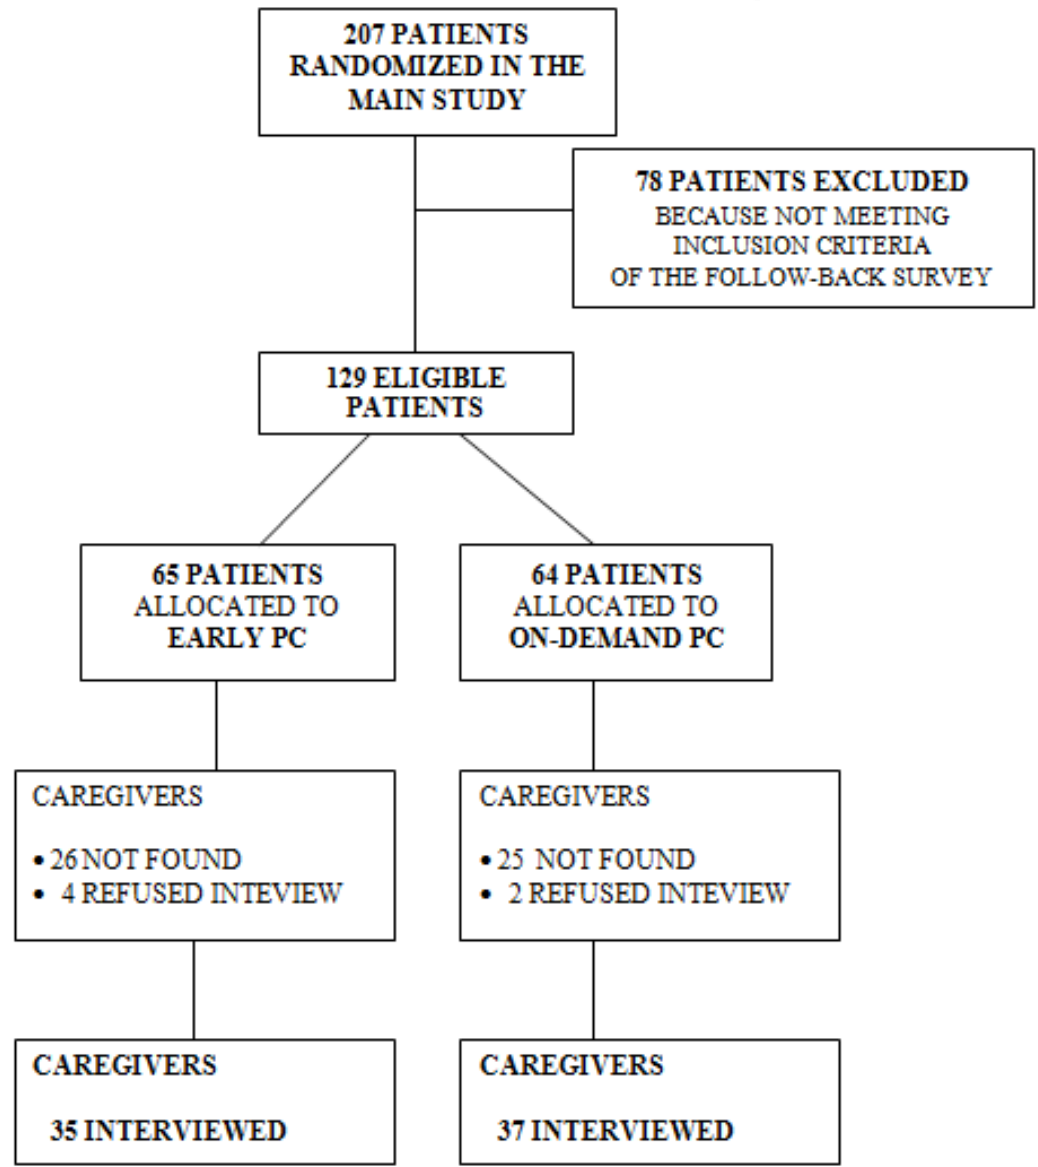 207 PATIENTS
RANDOMIZED IN THE
MAIN STUDY
78 PATIENTS EXCLUDED
BECAUSE NOT MEETING
INCLUSION CRITERIA
OF THE FOLLOW-BACK SURVEY
129 ELIGIBLE
PATIENTS
65 PATIENTS
ALLOCATED TO
EARLY PC
64 PATIENTS
ALLOCATED TO
ON-DEMAND PC
CAREGIVERS
• 26 NOT FOUND
• 4 REFUSED INTEVIEW
CAREGIVERS
• 25 NOT FOUND
• 2 REFUSED INTEVIEW
CAREGIVERS
35 INTERVIEWED
CAREGIVERS
37 INTERVIEWED